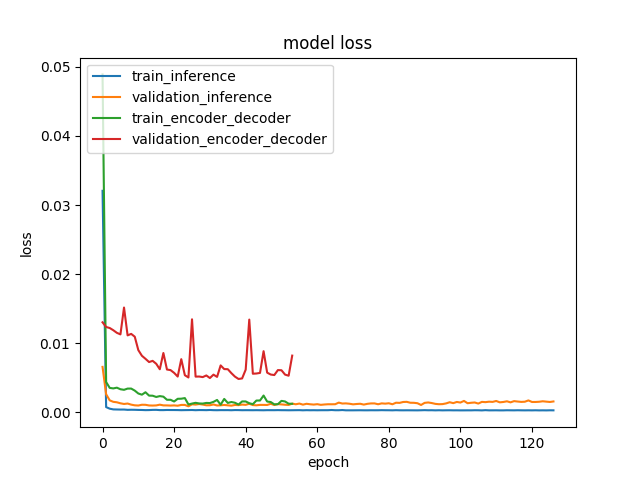 model loss
0.05
0.04
0.03
0.02
0.01
0.00
loss
train_inference
validation_inference
train_encoder_decoder
validation_encoder_decoder
0 20 40 60 80 100 120
epoch